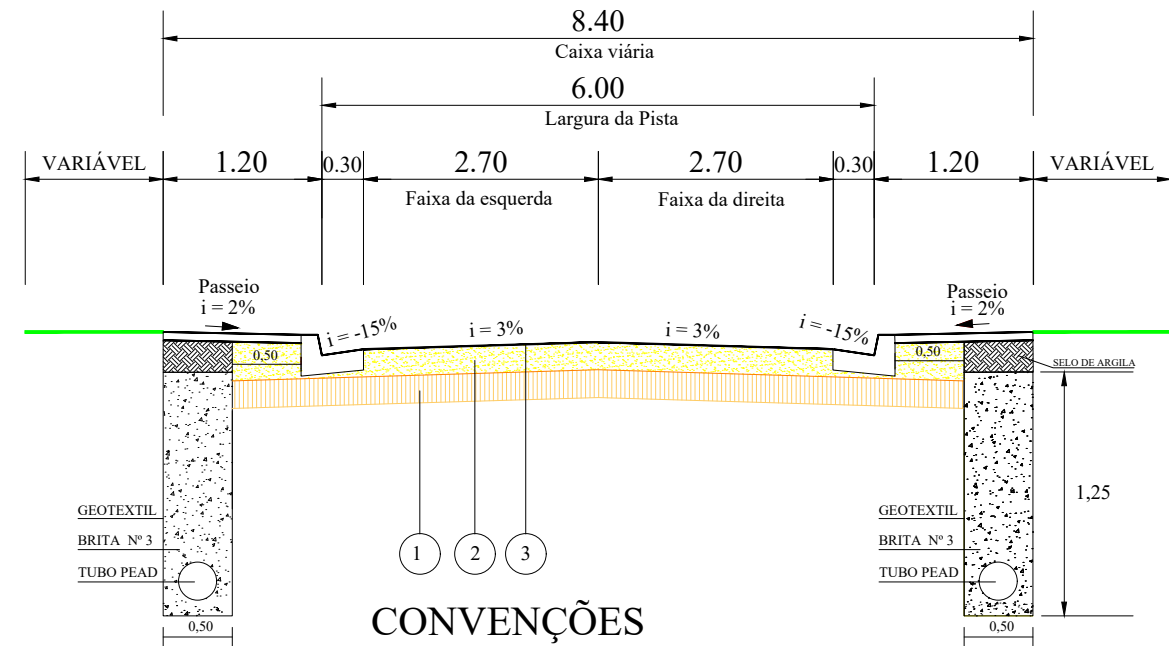 8.40
Caixa viária
6.00
Largura da Pista
VARIÁVEL 1.20 0.30 2.70 2.70 0.30 1.20 VARIÁVEL
Faixa da esquerda Faixa da direita
Passeio
i = 2%
i = -15%
i = 3%
i = 3%
i = -15%
Passeio
i = 2%
0,50
0,50
SELO DE ARGILA
1,25
GEOTEXTIL
BRITA Nº 3
TUBO PEAD
1 2 3
GEOTEXTIL
BRITA Nº 3
TUBO PEAD
0,50
0,50
CONVENÇÕES